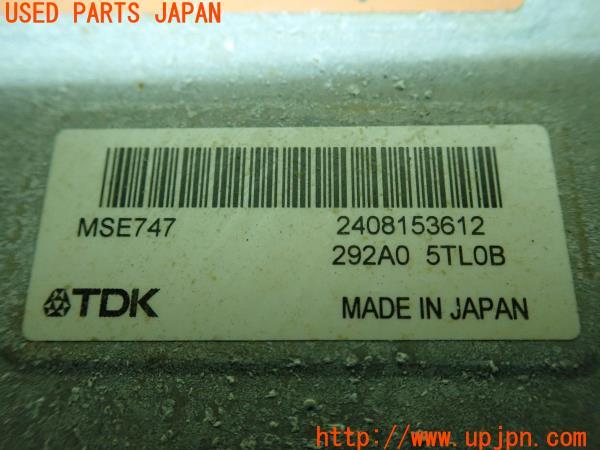 USED PARTS JAPAN
MSE747 2408153612
292A0 5TL0B
TDK MADE IN JAPAN
http://www.upjpn.com